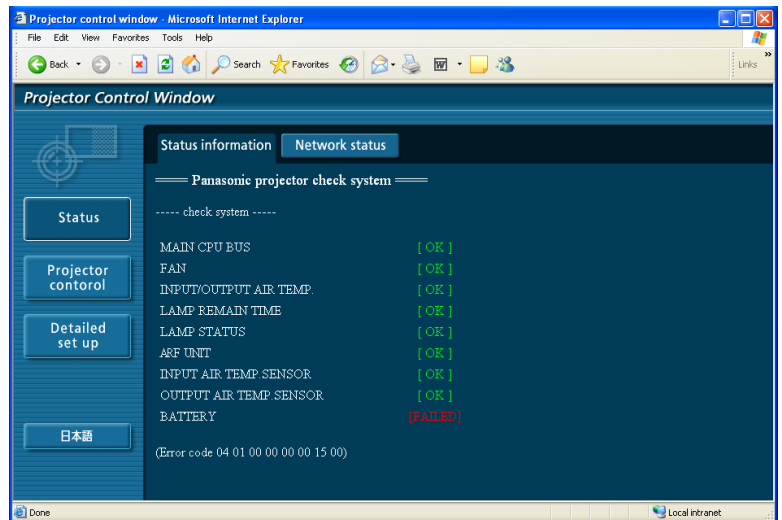 Projector control window - Microsoft Internet Explorer
File Edit View Favorites Tools Help
Back Search Favorites Links
Projector Control Window
Status information Network status
Panasonic projector check system
Status
----- check system -----
MAIN CPU BUS [ OK ]
Projector contorol
FAN [ OK ]
INPUT/OUTPUT AIR TEMP. [ OK ]
LAMP REMAIN TIME [ OK ]
Detailed set up
LAMP STATUS [ OK ]
ARF UNIT [ OK ]
INPUT AIR TEMP.SENSOR [ OK ]
OUTPUT AIR TEMP.SENSOR [ OK ]
BATTERY [FAILED]
日本語
(Error code 04 01 00 00 00 00 15 00)
Done Local intranet